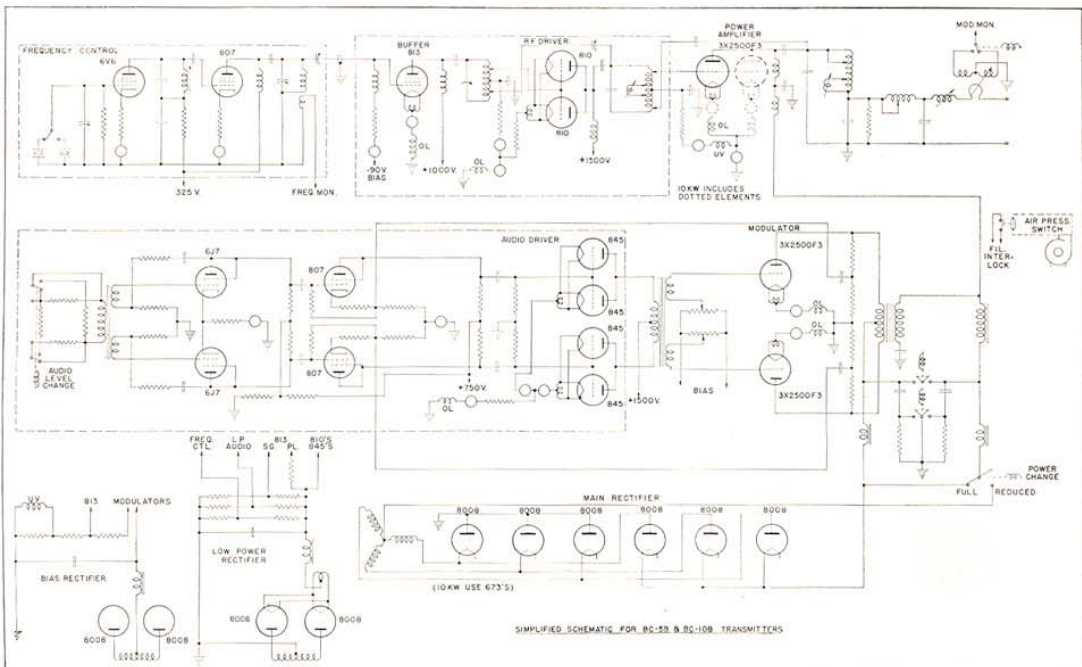 FREQUENCY CONTROL
6V6
807
325 V.
FREQ. MON.
BUFFER
813
OL
-90V.
BIAS
+1000V.
OL
RF DRIVER
810
810
+1500V.
POWER
AMPLIFIER
3X2500F3
OL
UV
10 KW INCLUDES
DOTTED ELEMENTS
MOD. MON.
AIR PRESS.
SWITCH
FIL.
INTER-
LOCK
AUDIO
LEVEL
CHANGE
6J7
6J7
807
807
+750V.
OL
AUDIO DRIVER
845
845
845
845
+1500V.
BIAS
MODULATOR
3X2500F3
OL
OL
3X2500F3
POWER
CHANGE
FULL
REDUCED
UV
813
MODULATORS
BIAS RECTIFIER
8008
8008
FREQ.
CTL.
L.P.
AUDIO
813
SG.
PL.
810'S
845'S
LOW POWER
RECTIFIER
8008
8008
MAIN RECTIFIER
8008
8008
8008
8008
8008
8008
(10KW USE 673'S)
SIMPLIFIED SCHEMATIC FOR BC-5B & BC-10B TRANSMITTERS